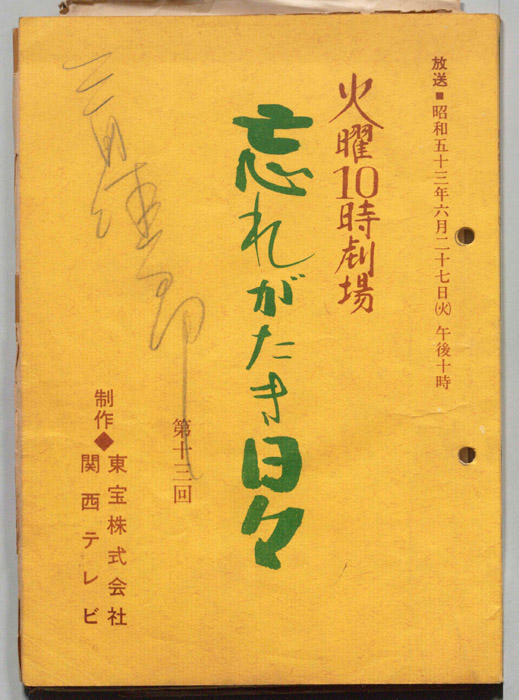 放送■昭和五十三年六月二十七日㈫ 午後十時
火曜10時劇場
忘れがたき日々
第十三回
制作◆東宝株式会社
関西テレビ